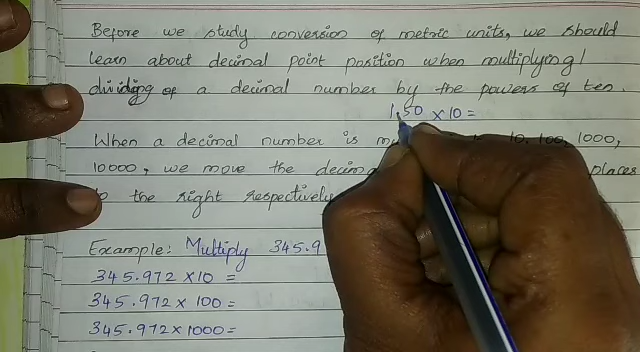 Before we study conversion of metric units, we should
learn about decimal point position when multiplying/
dividing of a decimal number by the powers of ten.
1.50 × 10 =
When a decimal number is 10, 100, 1000,
10000, we move the places
to the right respectively
Example: Multiply 345.9
345.972 × 10 =
345.972 × 100 =
345.972 × 1000 =